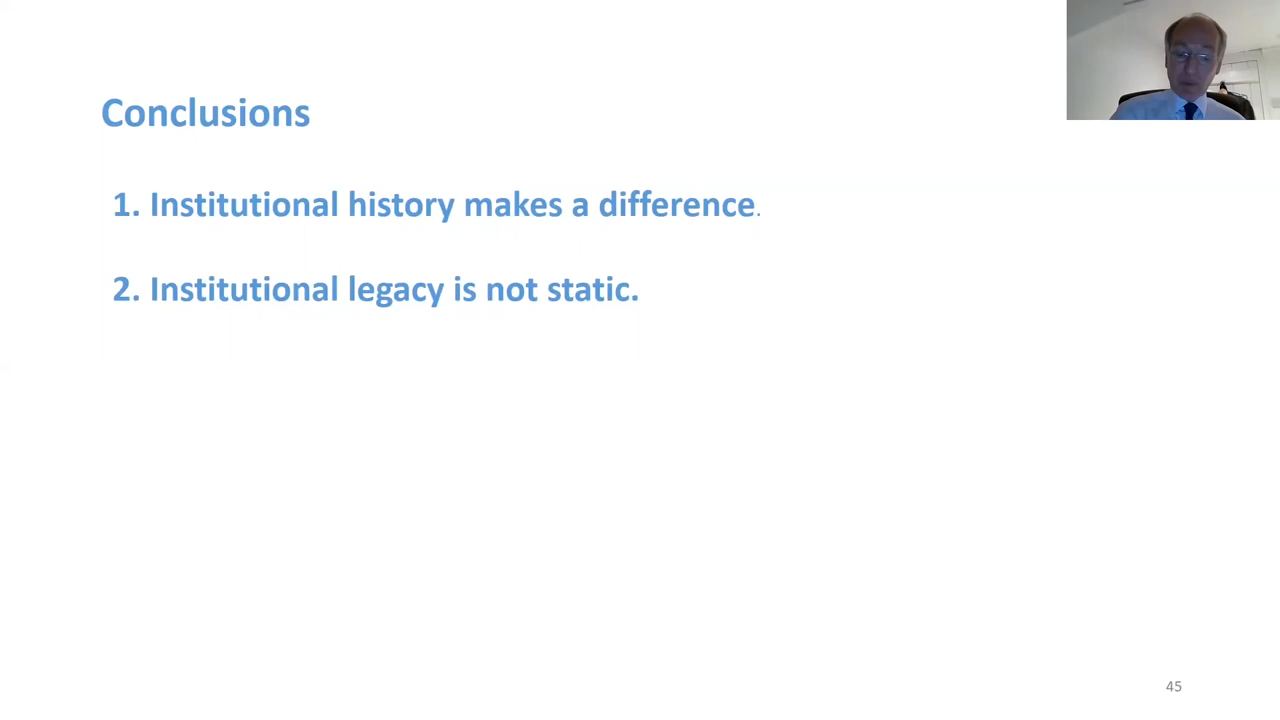 Conclusions
1. Institutional history makes a difference.
2. Institutional legacy is not static.
45